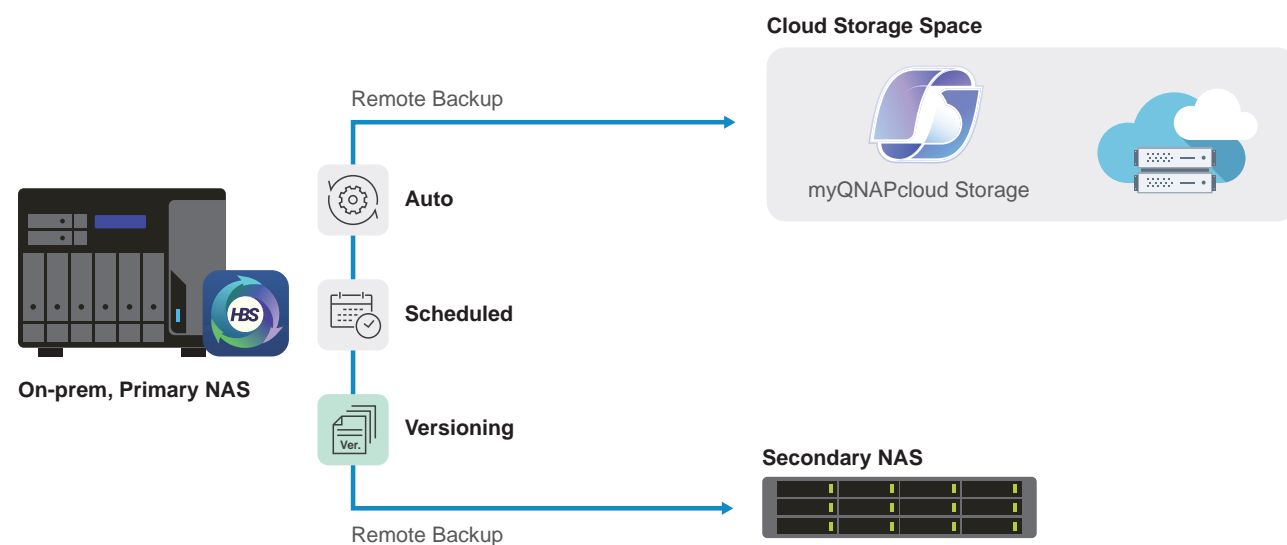 Cloud Storage Space
Remote Backup
myQNAPcloud Storage
Auto
HBS
Scheduled
On-prem, Primary NAS
Ver.
Versioning
Secondary NAS
Remote Backup